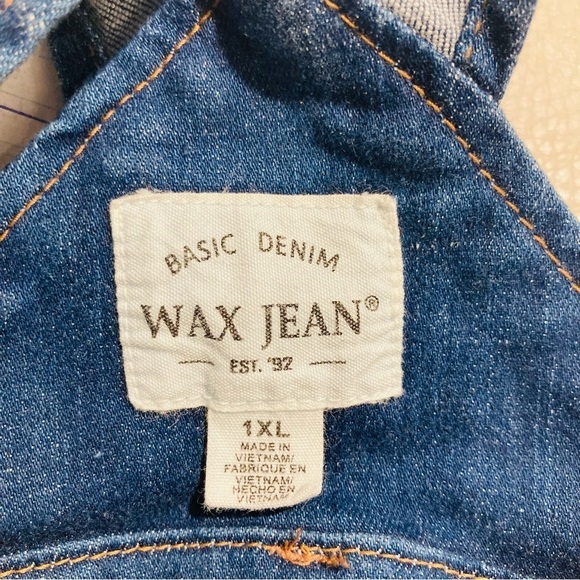 BASIC DENIM
WAX JEAN®
EST. '92
1XL
MADE IN
VIETNAM/
FABRIQUE EN
VIETNAM/
HECHO EN
VIETNAM